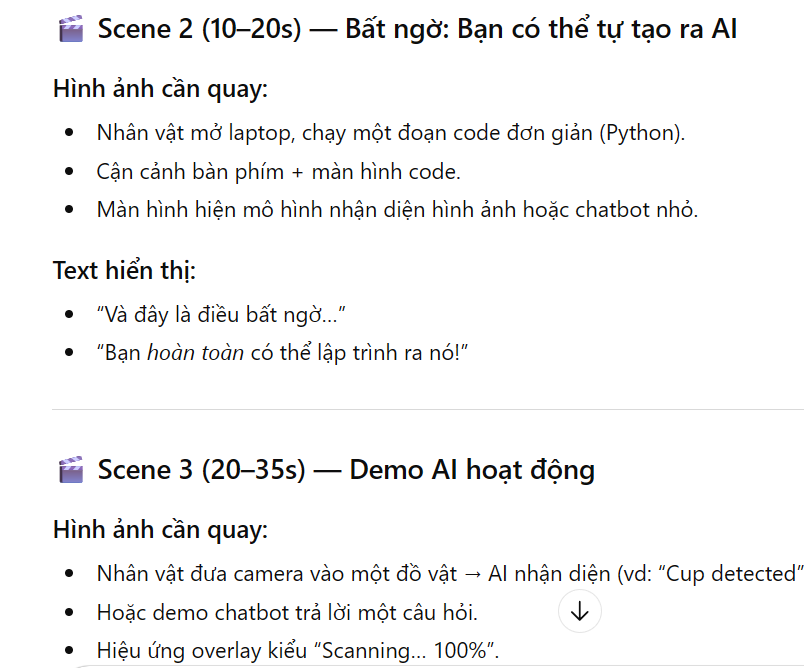 Scene 2 (10–20s) — Bất ngờ: Bạn có thể tự tạo ra AI
Hình ảnh cần quay:
• Nhân vật mở laptop, chạy một đoạn code đơn giản (Python).
• Cận cảnh bàn phím + màn hình code.
• Màn hình hiện mô hình nhận diện hình ảnh hoặc chatbot nhỏ.
Text hiển thị:
• “Và đây là điều bất ngờ…”
• “Bạn hoàn toàn có thể lập trình ra nó!”
Scene 3 (20–35s) — Demo AI hoạt động
Hình ảnh cần quay:
• Nhân vật đưa camera vào một đồ vật → AI nhận diện (vd: “Cup detected”
• Hoặc demo chatbot trả lời một câu hỏi.
• Hiệu ứng overlay kiểu “Scanning… 100%”.